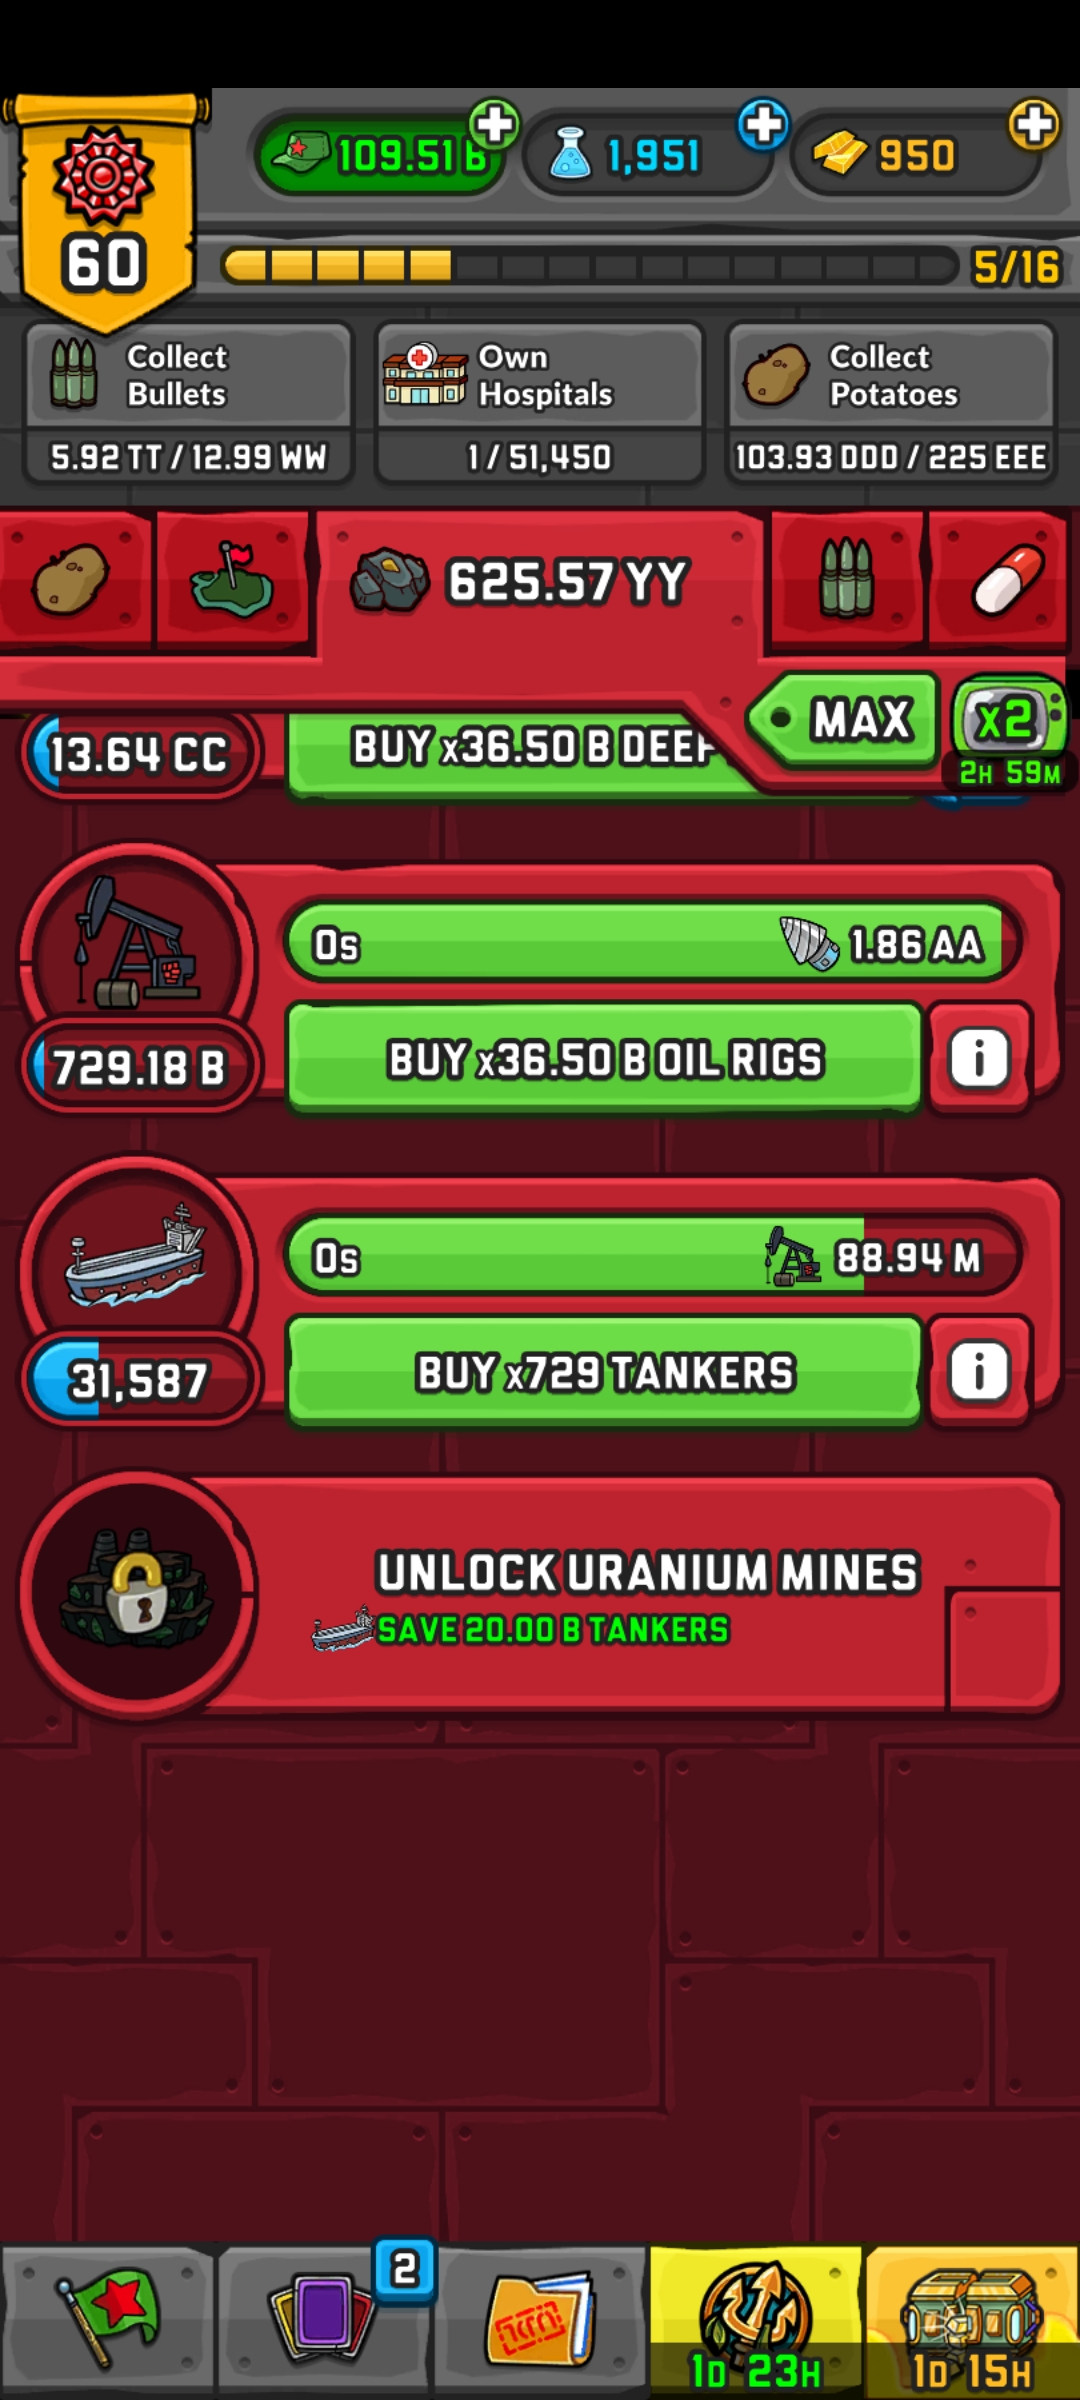 60
109.51 B
1,951
950
5/16
Collect
Bullets
5.92 TT / 12.99 WW
Own
Hospitals
1 / 51,450
Collect
Potatoes
103.93 DDD / 225 EEE
625.57 YY
MAX
x2
2H 59M
13.64 CC
BUY x36.50 B DEEP
0s
1.86 AA
729.18 B
BUY x36.50 B OIL RIGS
i
0s
88.94 M
31,587
BUY x729 TANKERS
i
UNLOCK URANIUM MINES
SAVE 20.00 B TANKERS
2
1D 23H
1D 15H